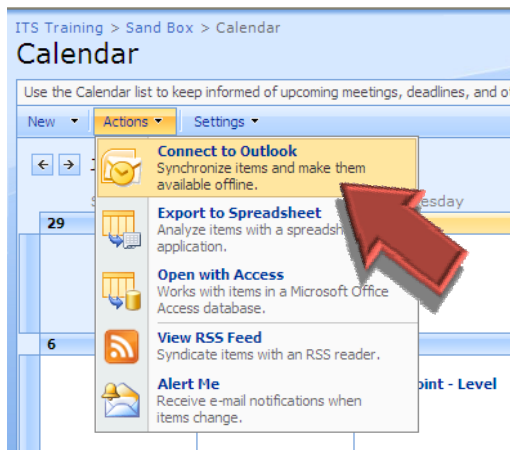 ITS Training > Sand Box > Calendar
Calendar
Use the Calendar list to keep informed of upcoming meetings, deadlines, and
New Actions Settings
Connect to Outlook
Synchronize items and make them
available offline.
29
Export to Spreadsheet
Analyze items with a
application.
Open with Access
Works with items in a Microsoft Office
Access database.
6
View RSS Feed
Syndicate items with an RSS reader.
Alert Me
- Level
Receive e-mail notifications when
items change.